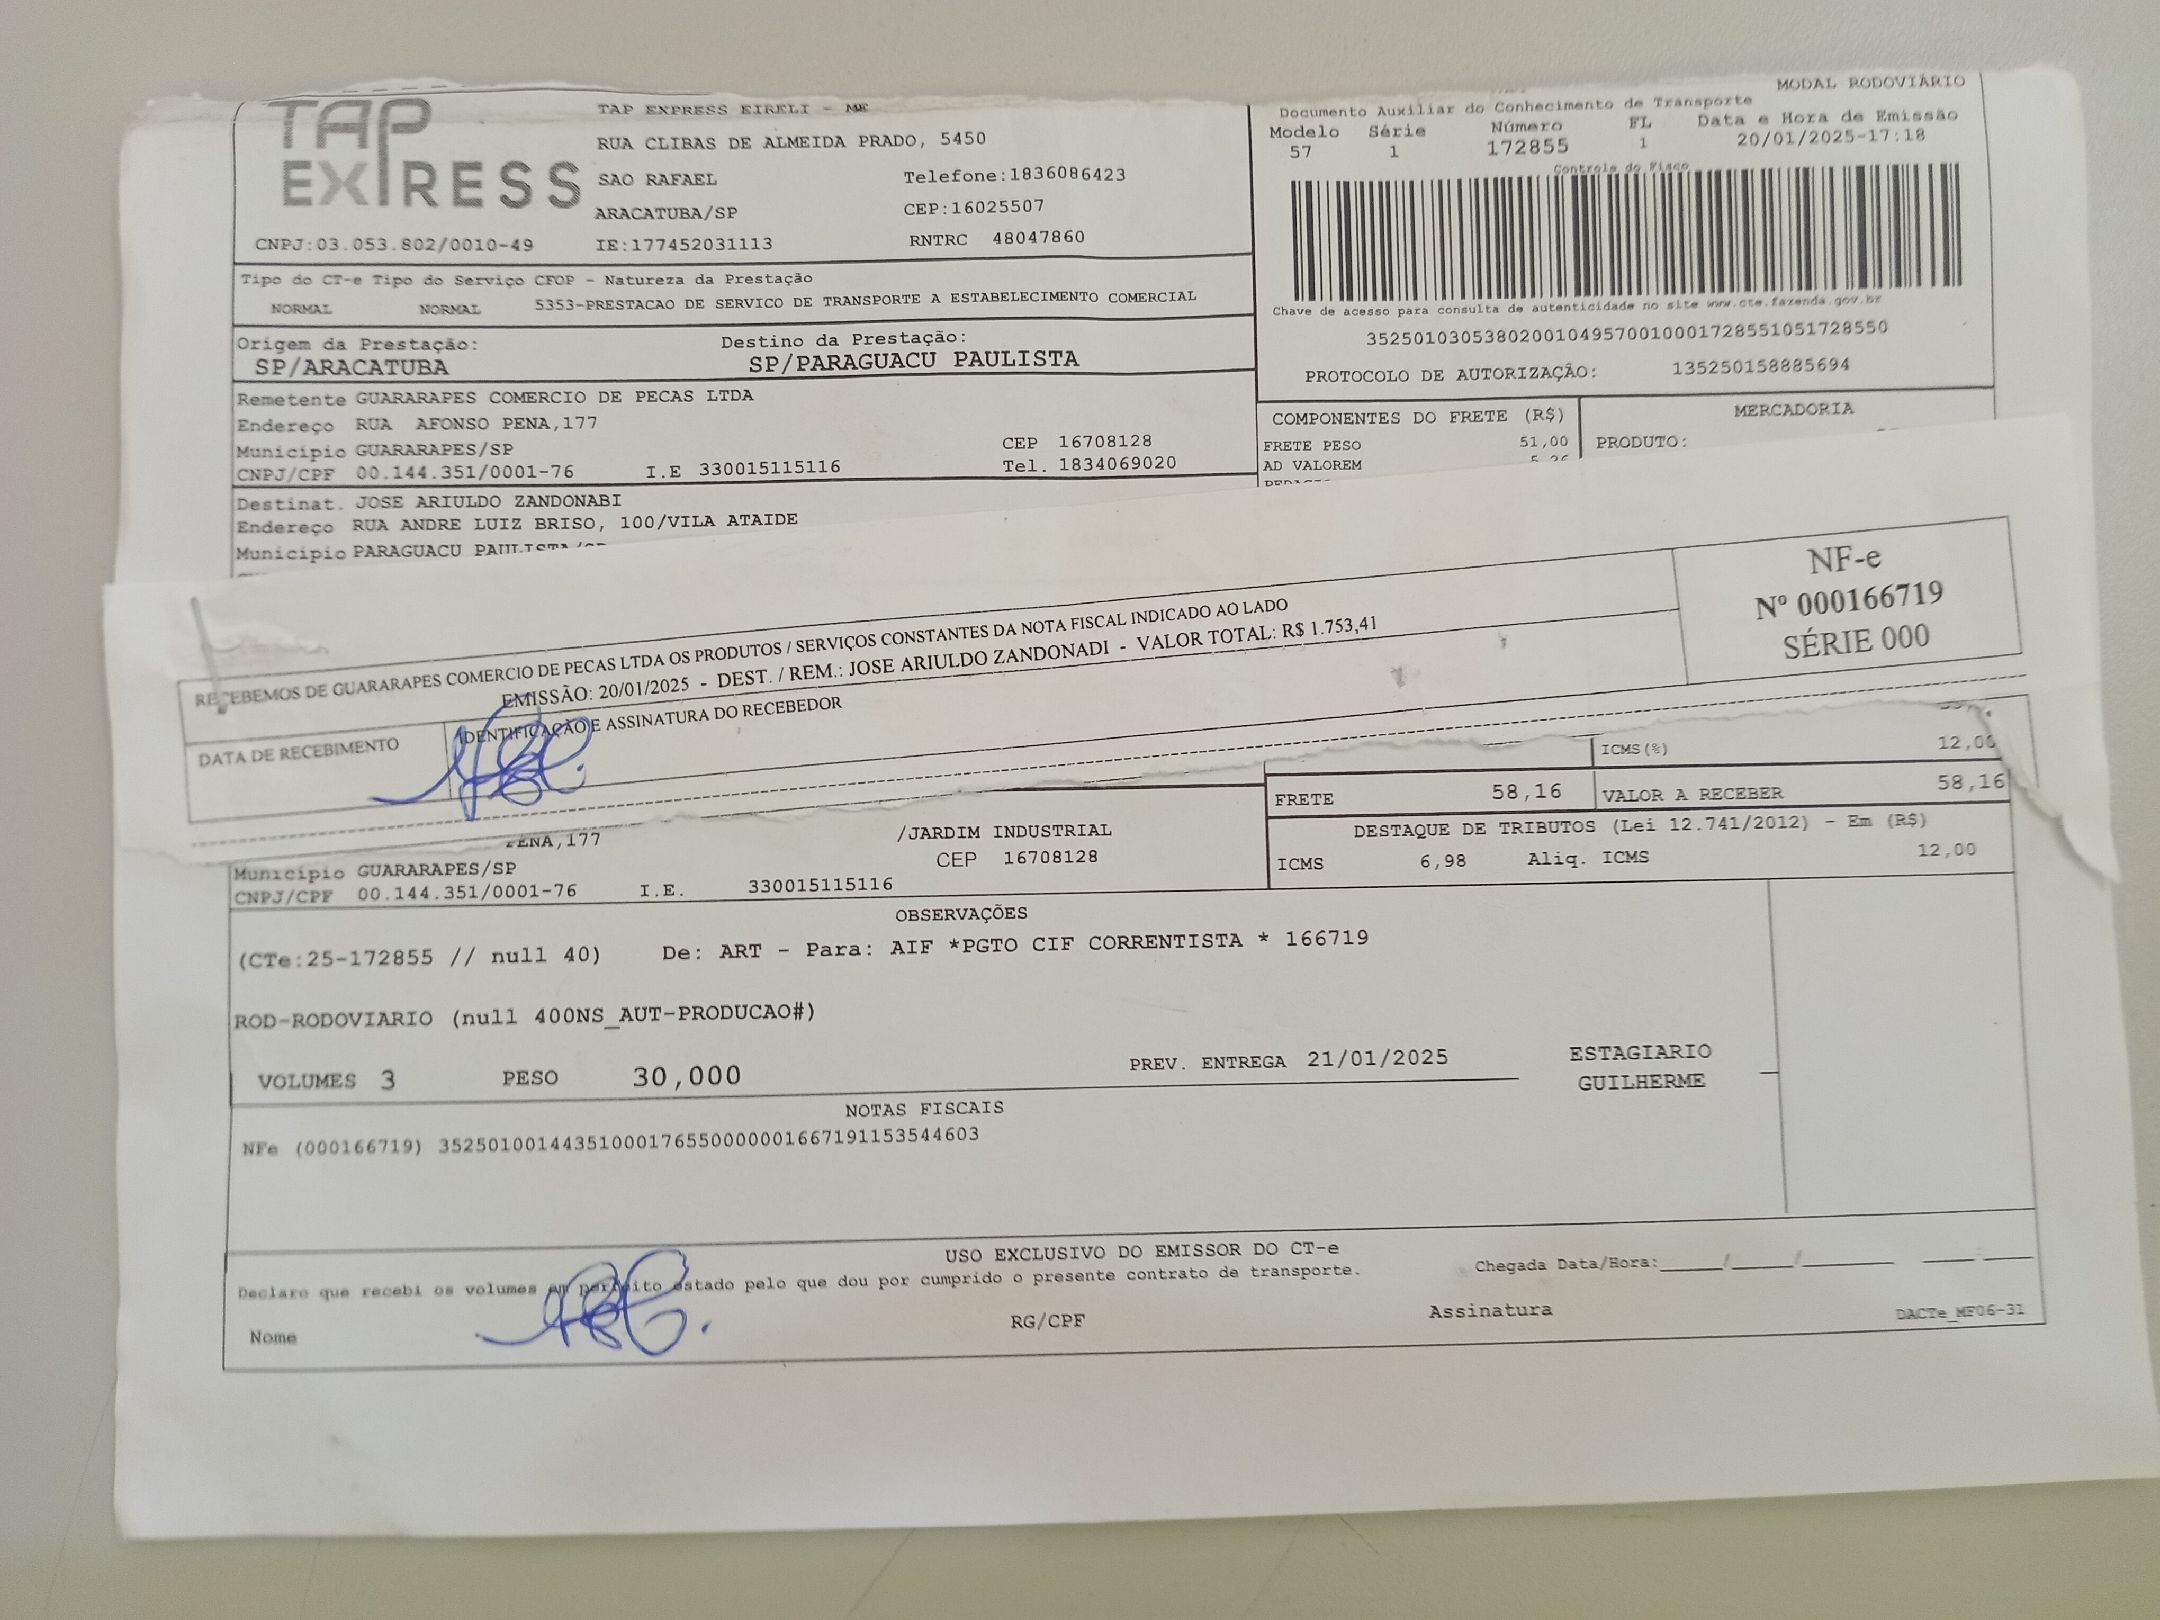 TAP EXPRESS
TAP EXPRESS EIRELI - ME
RUA CLIBAS DE ALMEIDA PRADO, 5450
SAO RAFAEL Telefone:1836086423
ARACATUBA/SP CEP:16025507
CNPJ:03.053.802/0010-49 IE:177452031113 RNTRC 48047860
MODAL RODOVIÁRIO
Documento Auxiliar do Conhecimento de Transporte
Modelo Série Número FL Data e Hora de Emissão
57 1 172855 1 20/01/2025-17:18
Controle do Fisco
Chave de acesso para consulta de autenticidade no site www.cte.fazenda.gov.br
35250103053802001049570010001728551051728550
PROTOCOLO DE AUTORIZAÇÃO: 135250158885694
Tipo do CT-e Tipo do Serviço CFOP - Natureza da Prestação
NORMAL NORMAL 5353-PRESTACAO DE SERVICO DE TRANSPORTE A ESTABELECIMENTO COMERCIAL
Origem da Prestação: Destino da Prestação:
SP/ARACATUBA SP/PARAGUACU PAULISTA
Remetente GUARARAPES COMERCIO DE PECAS LTDA
Endereço RUA AFONSO PENA,177
Município GUARARAPES/SP CEP 16708128
CNPJ/CPF 00.144.351/0001-76 I.E 330015115116 Tel. 1834069020
COMPONENTES DO FRETE (R$) MERCADORIA
FRETE PESO 51,00 PRODUTO:
AD VALOREM
Destinat. JOSE ARIULDO ZANDONABI
Endereço RUA ANDRE LUIZ BRISO, 100/VILA ATAIDE
Município PARAGUACU PAULISTA
RECEBEMOS DE GUARARAPES COMERCIO DE PECAS LTDA OS PRODUTOS / SERVIÇOS CONSTANTES DA NOTA FISCAL INDICADO AO LADO
EMISSÃO: 20/01/2025 - DEST. / REM.: JOSE ARIULDO ZANDONADI - VALOR TOTAL: R$ 1.753,41
DATA DE RECEBIMENTO IDENTIFICAÇÃO E ASSINATURA DO RECEBEDOR
NF-e
Nº 000166719
SÉRIE 000
ICMS(%) 12,00
FRETE 58,16 VALOR A RECEBER 58,16
DESTAQUE DE TRIBUTOS (Lei 12.741/2012) - Em (R$)
ICMS 6,98 Aliq. ICMS 12,00
PENA,177 /JARDIM INDUSTRIAL
Município GUARARAPES/SP CEP 16708128
CNPJ/CPF 00.144.351/0001-76 I.E. 330015115116
OBSERVAÇÕES
(CTe:25-172855 // null 40) De: ART - Para: AIF *PGTO CIF CORRENTISTA * 166719
ROD-RODOVIARIO (null 400NS_AUT-PRODUCAO#)
VOLUMES 3 PESO 30,000 PREV. ENTREGA 21/01/2025 ESTAGIARIO
GUILHERME
NOTAS FISCAIS
NFe (000166719) 35250100144351000176550000001667191153544603
USO EXCLUSIVO DO EMISSOR DO CT-e
Declaro que recebi os volumes em perfeito estado pelo que dou por cumprido o presente contrato de transporte. Chegada Data/Hora:____/____/______ ____:____
Nome RG/CPF Assinatura DACTe_MF06-31